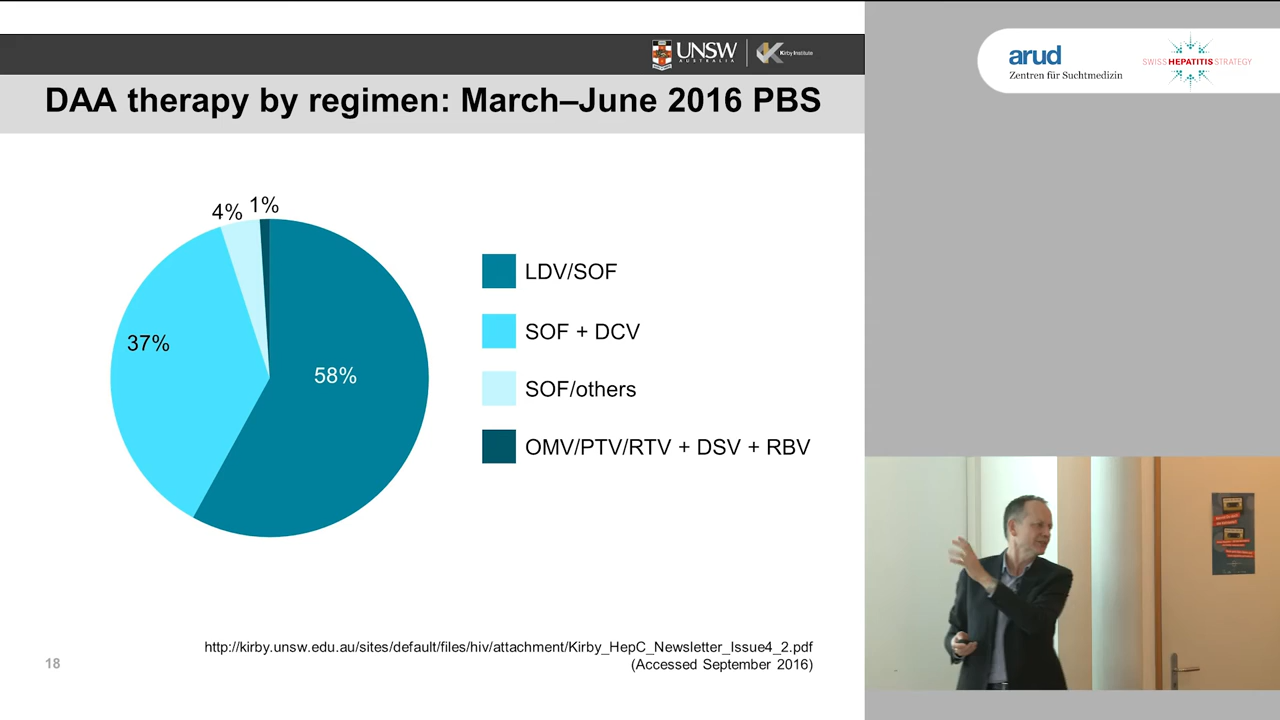 UNSW
AUSTRALIA
Kirby Institute
arud
Zentren für Suchtmedizin
SWISS HEPATITIS STRATEGY
DAA therapy by regimen: March–June 2016 PBS
4%
1%
37%
58%
LDV/SOF
SOF + DCV
SOF/others
OMV/PTV/RTV + DSV + RBV
http://kirby.unsw.edu.au/sites/default/files/hiv/attachment/Kirby_HepC_Newsletter_Issue4_2.pdf
(Accessed September 2016)
18